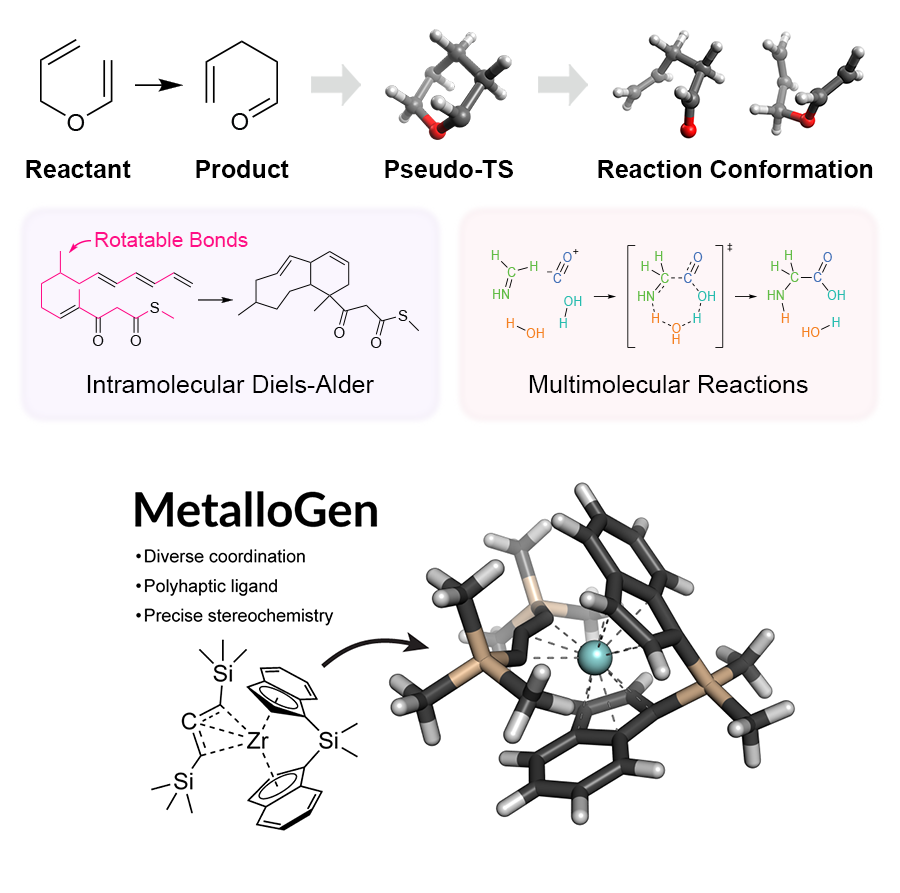 O
O
Reactant
Product
Pseudo-TS
Reaction Conformation
Rotatable Bonds
S
O
O
S
O
O
Intramolecular Diels-Alder
H
C
H
HN
-
C
O
+
OH
H
H
OH
H
H
C
C
O
HN
OH
H
H
O
H
‡
H
H
C
C
O
HN
OH
H
HO
H
Multimolecular Reactions
MetalloGen
•Diverse coordination
•Polyhaptic ligand
•Precise stereochemistry
Si
C
Zr
Si
Si